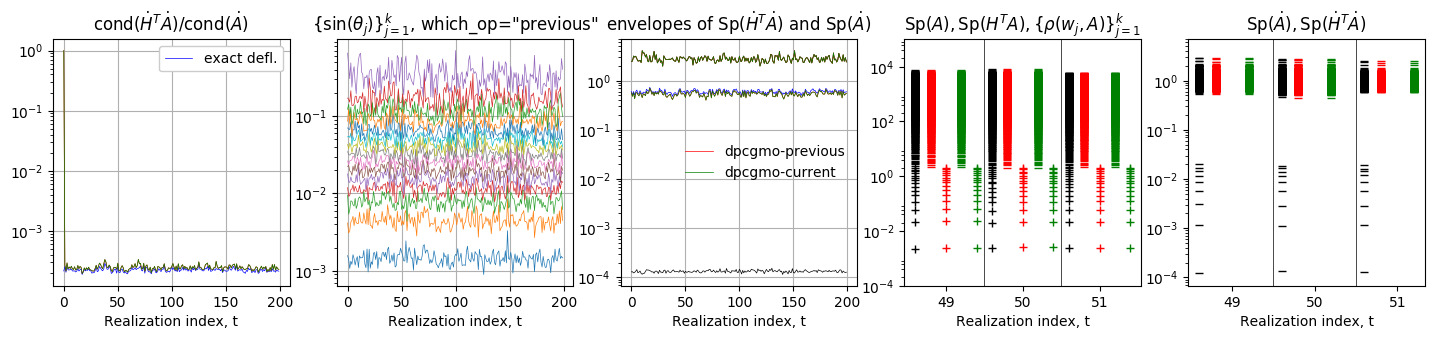 cond(Ḣ^TȦ)/cond(Ȧ)
10^0
10^−1
10^−2
10^−3
exact defl.
0 50 100 150 200
Realization index, t
{sin(θ_j)}_{j=1}^k, which_op="previous"
10^−1
10^−2
10^−3
0 50 100 150 200
Realization index, t
envelopes of Sp(Ḣ^TȦ) and Sp(Ȧ)
10^0
10^−1
10^−2
10^−3
10^−4
dpcgmo-previous
dpcgmo-current
0 50 100 150 200
Realization index, t
Sp(A), Sp(H^TA), {ρ(w_j, A)}_{j=1}^k
10^4
10^2
10^0
10^−2
10^−4
49 50 51
Realization index, t
Sp(Ȧ), Sp(Ḣ^TȦ)
10^0
10^−1
10^−2
10^−3
10^−4
49 50 51
Realization index, t